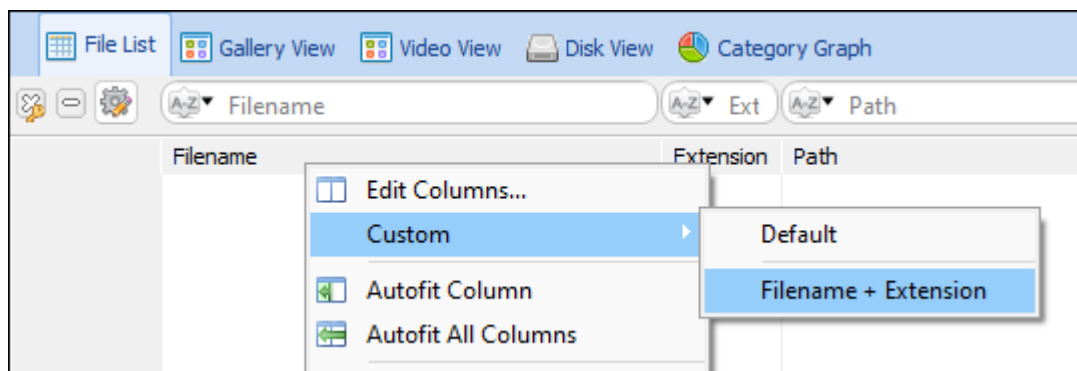 File List Gallery View Video View Disk View Category Graph
A-Z Filename A-Z Ext A-Z Path
Filename Extension Path
Edit Columns...
Custom Default
Autofit Column Filename + Extension
Autofit All Columns